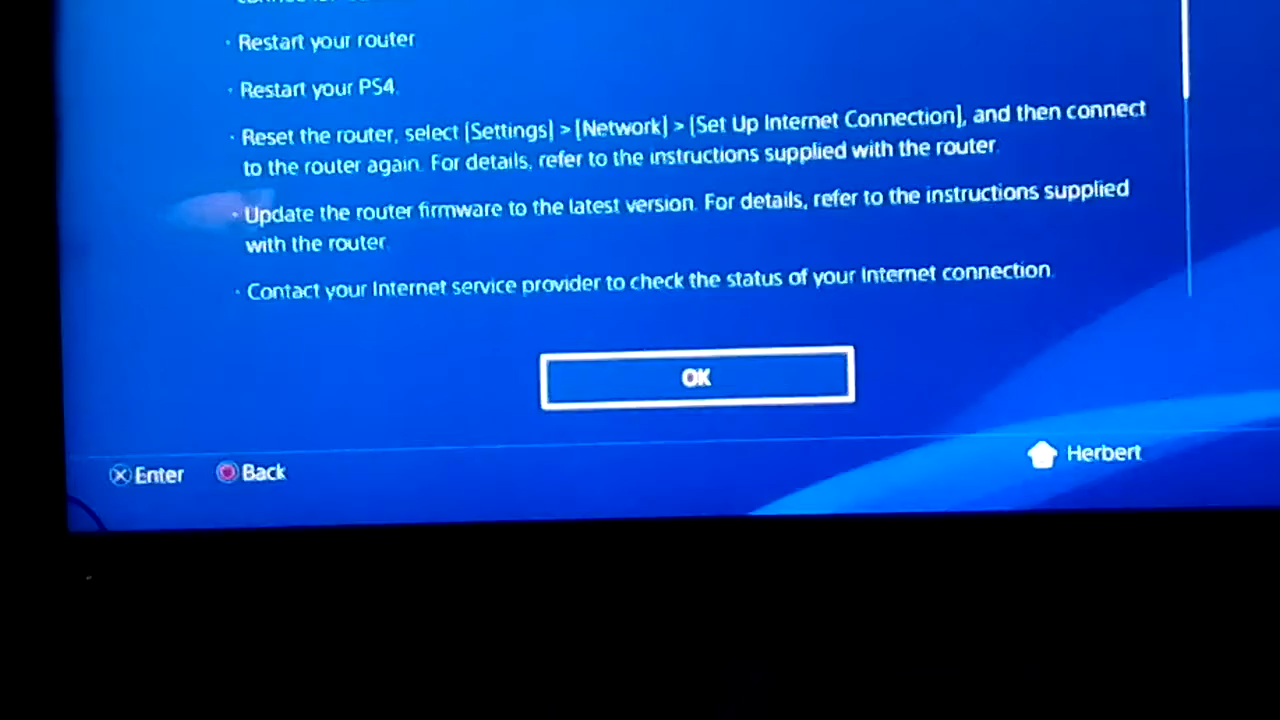 · Restart your router
· Restart your PS4.
· Reset the router, select [Settings] > [Network] > [Set Up Internet Connection], and then connect
to the router again. For details, refer to the instructions supplied with the router.
· Update the router firmware to the latest version. For details, refer to the instructions supplied
with the router.
· Contact your Internet service provider to check the status of your Internet connection.
OK
Enter Back
Herbert